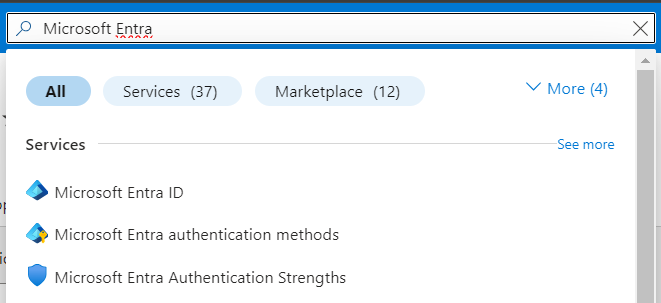 Microsoft Entra
All
Services (37)
Marketplace (12)
More (4)
Services
See more
Microsoft Entra ID
Microsoft Entra authentication methods
Microsoft Entra Authentication Strengths